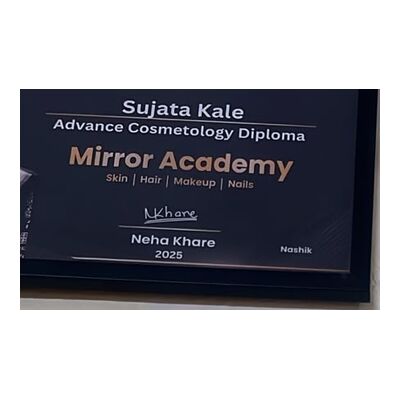 Sujata Kale
Advance Cosmetology Diploma
Mirror Academy
Skin | Hair | Makeup | Nails
NKhare
Neha Khare
2025
Nashik